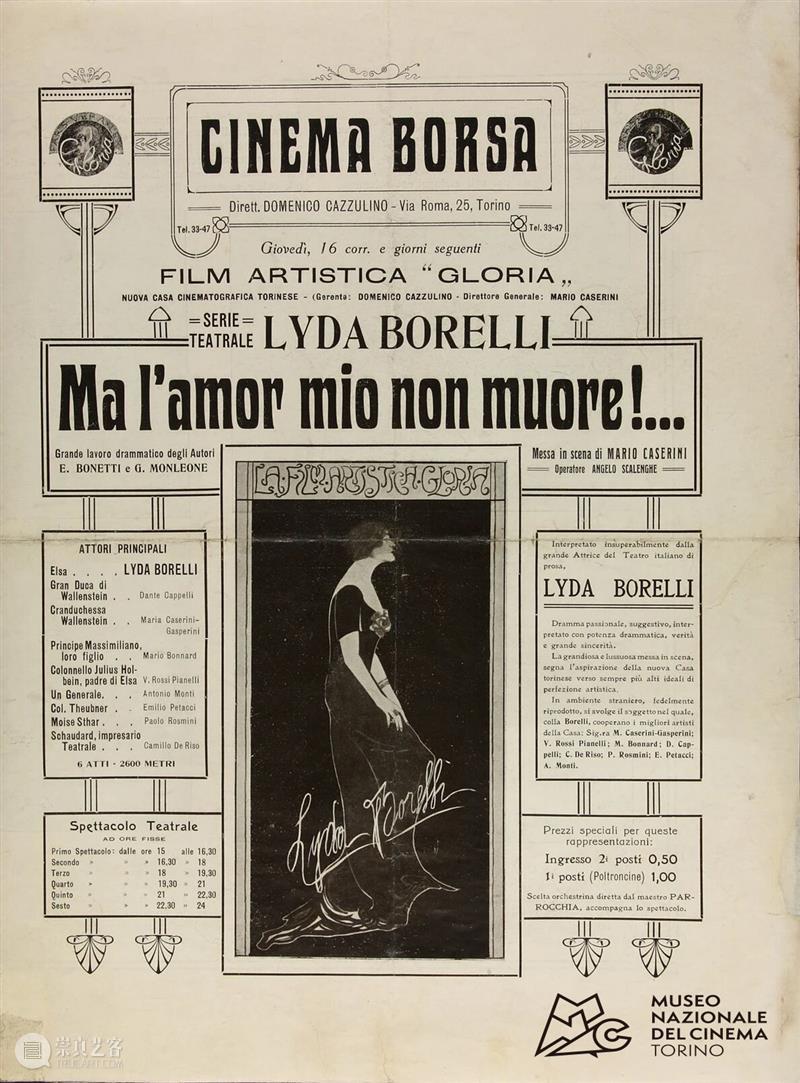 Gloria
Gloria
CINEMA BORSA
Dirett. DOMENICO CAZZULINO - Via Roma, 25, Torino
Tel. 33-47
Tel. 33-47
Giovedì, 16 corr. e giorni seguenti
FILM ARTISTICA “GLORIA„
NUOVA CASA CINEMATOGRAFICA TORINESE - (Gerente: DOMENICO CAZZULINO - Direttore Generale: MARIO CASERINI
=SERIE= TEATRALE LYDA BORELLI
Ma l'amor mio non muore!...
Grande lavoro drammatico degli Autori
E. BONETTI e G. MONLEONE
Messa in scena di MARIO CASERINI
Operatore ANGELO SCALENGHE
LA·FILM·ARTISTICA·GLORIA
ATTORI PRINCIPALI
Elsa . . . . LYDA BORELLI
Gran Duca di
Wallenstein . . Dante Cappelli
Cranduchessa
Wallenstein . . Maria Caserini-
Gasperini
Principe Massimiliano,
loro figlio . . Mario Bonnard
Colonnello Julius Hol-
bein, padre di Elsa V. Rossi Pianelli
Un Generale. . . Antonio Monti
Col. Theubner . . Emilio Petacci
Moise Sthar . . . Paolo Rosmini
Schaudard, impresario
Teatrale . . . Camillo De Riso
6 ATTI - 2600 METRI
Interpretato insuperabilmente dalla
grande Attrice del Teatro italiano di
prosa,
LYDA BORELLI
Dramma passionale, suggestivo, inter-
pretato con potenza drammatica, verità
e grande sincerità.
La grandiosa e lussuosa messa in scena,
segna l'aspirazione della nuova Casa
torinese verso sempre più alti ideali di
perfezione artistica.
In ambiente straniero, fedelmente
riprodotto, si svolge il soggetto nel quale,
colla Borelli, cooperano i migliori artisti
della Casa: Sig.ra M. Caserini-Gasperini;
V. Rossi Pianelli; M. Bonnard; D. Cap-
pelli; C. De Riso; P. Rosmini; E. Petacci;
A. Monti.
Lyda Borelli
Spettacolo Teatrale
AD ORE FISSE
Primo Spettacolo: dalle ore 15 alle 16,30
Secondo » » » 16,30 » 18
Terzo » » » 18 » 19,30
Quarto » » » 19,30 » 21
Quinto » » » 21 » 22,30
Sesto » » » 22,30 » 24
Prezzi speciali per queste
rappresentazioni:
Ingresso 2i posti 0,50
1i posti (Poltroncine) 1,00
Scelta orchestrina diretta dal maestro PAR-
ROCCHIA, accompagna lo spettacolo.
MNC
MUSEO
NAZIONALE
DEL CINEMA
TORINO
崇真艺客
TRUEART.COM